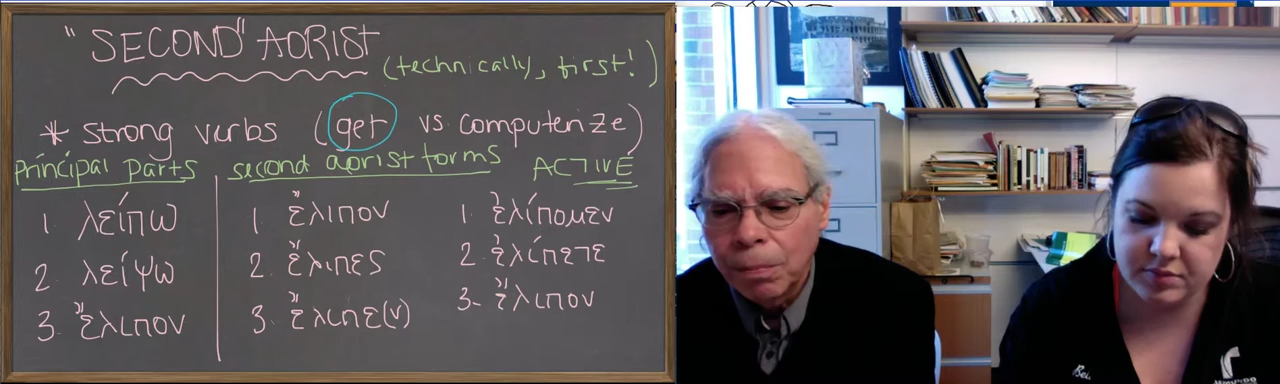 "SECOND" AORIST
(technically, first!)
* strong verbs (get vs. computerize)
principal parts second aorist forms ACTIVE
1. λείπω 1. ἔλιπον 1. ἐλίπομεν
2. λείψω 2. ἔλιπες 2. ἐλίπετε
3. ἔλιπον 3. ἔλιπε(ν) 3. ἔλιπον